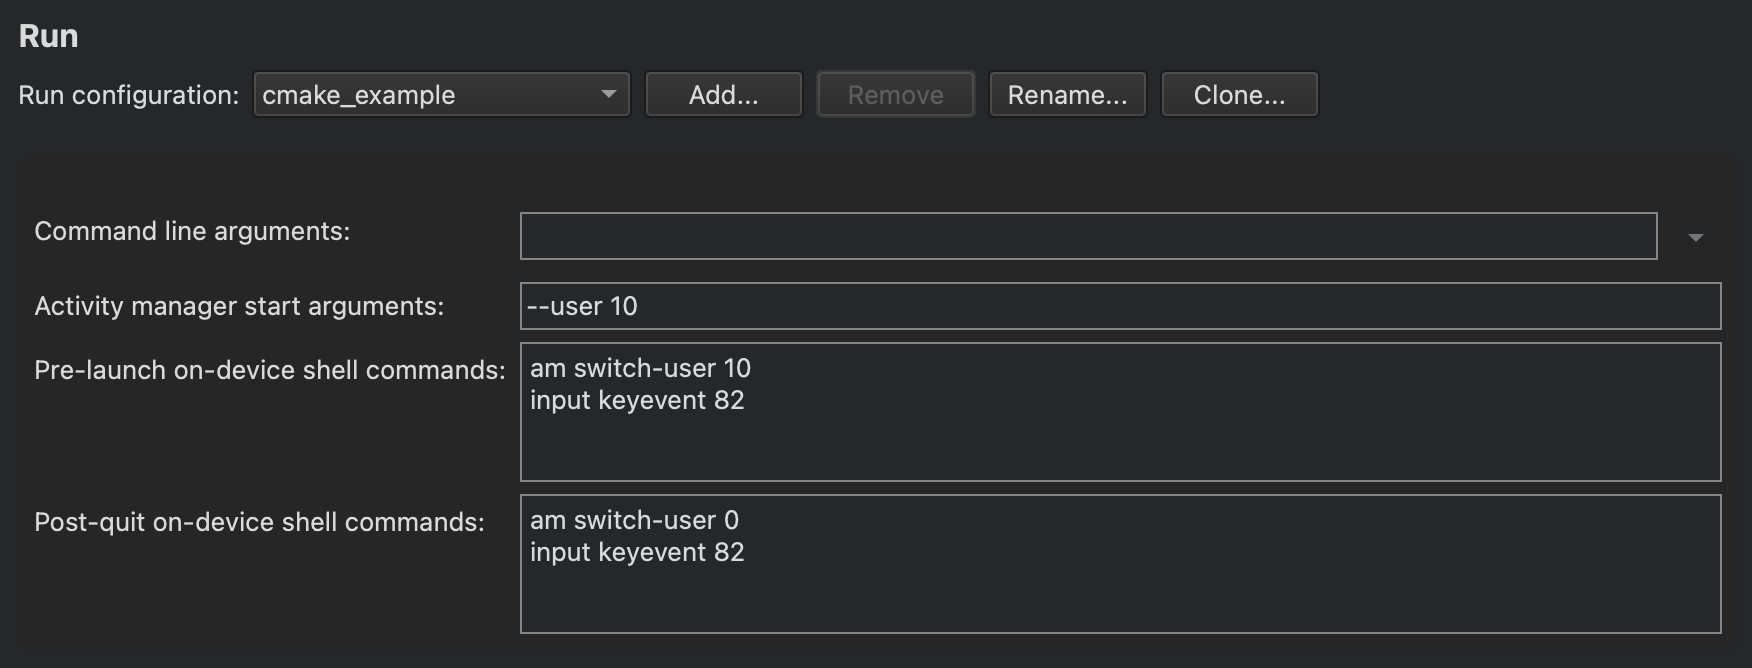 Run
Run configuration: cmake_example Add... Remove Rename... Clone...
Command line arguments:
Activity manager start arguments: --user 10
Pre-launch on-device shell commands: am switch-user 10
input keyevent 82
Post-quit on-device shell commands: am switch-user 0
input keyevent 82